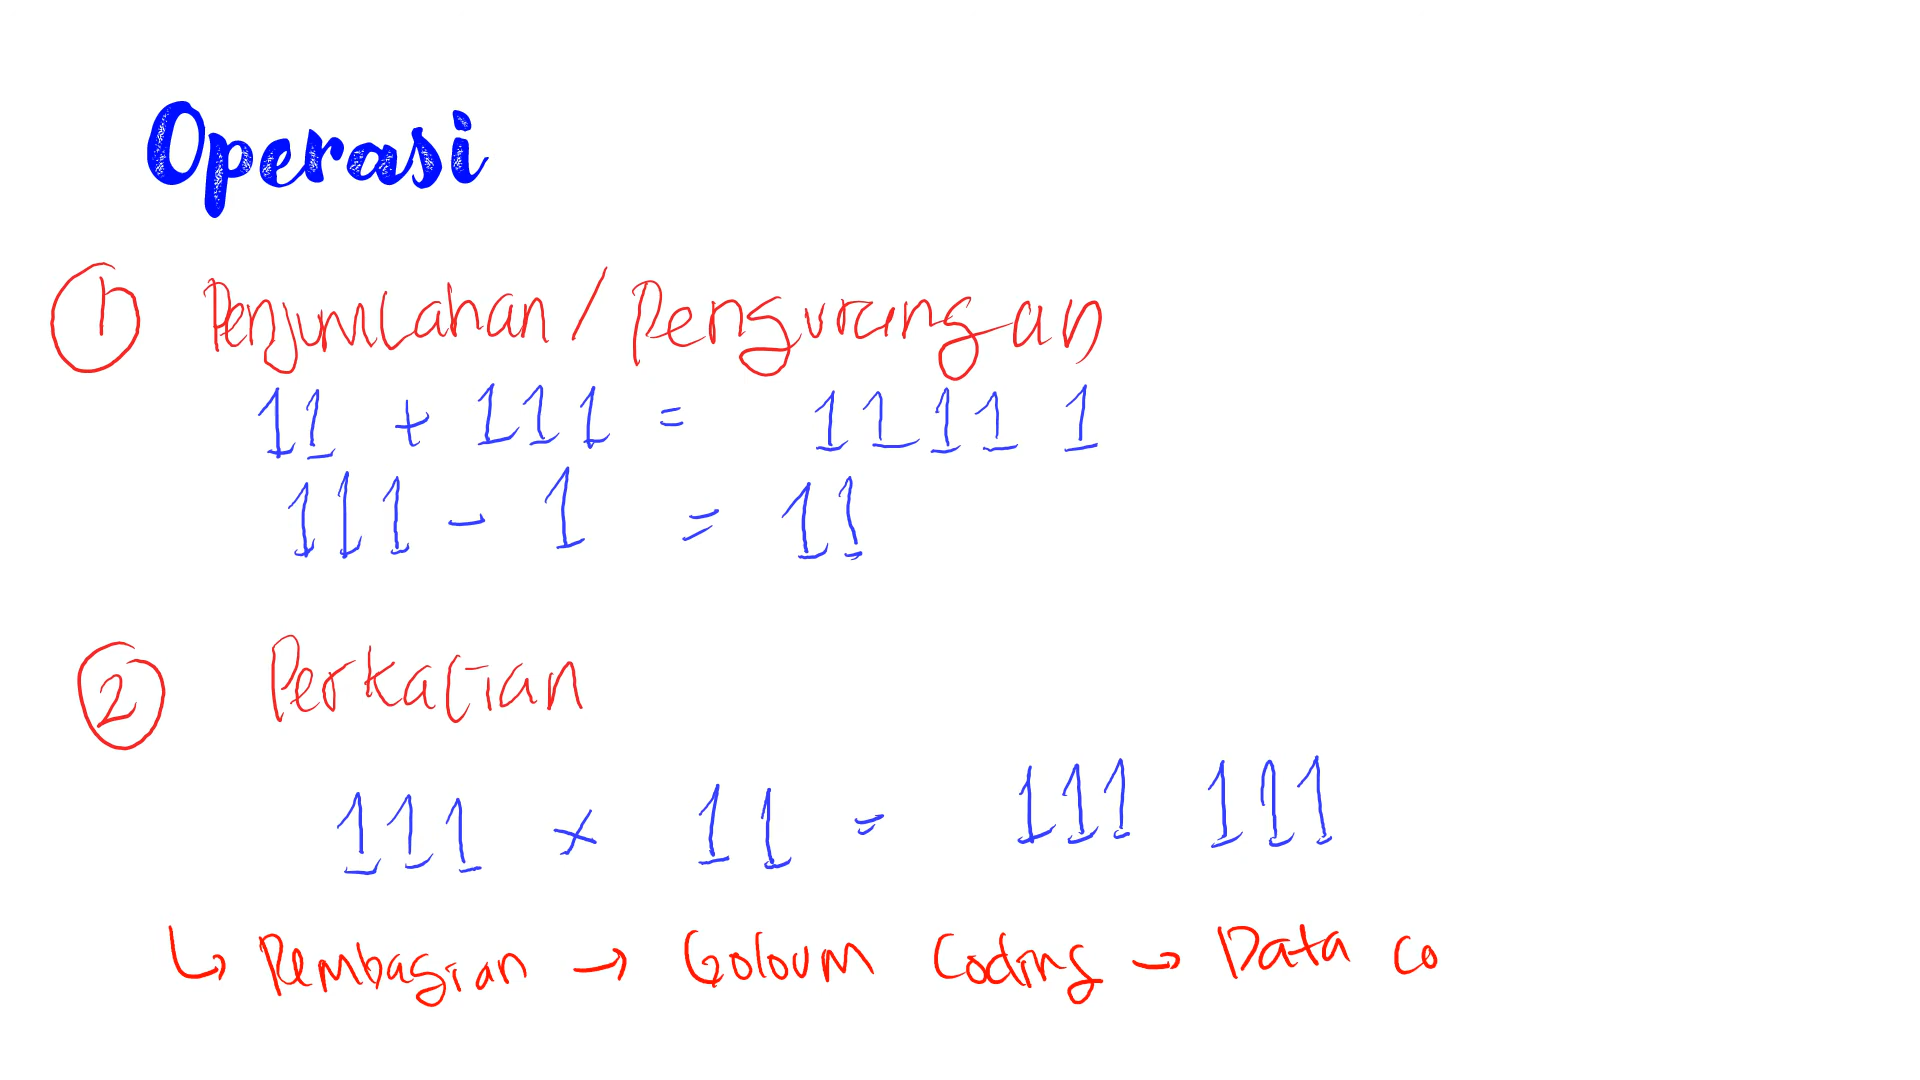 Operasi
1 Penjumlahan / Pengurangan
11 + 111 = 11111
111 - 1 = 11
2 Perkalian
111 x 11 = 111 111
↳ Pembagian → Goloum Coding → Data co